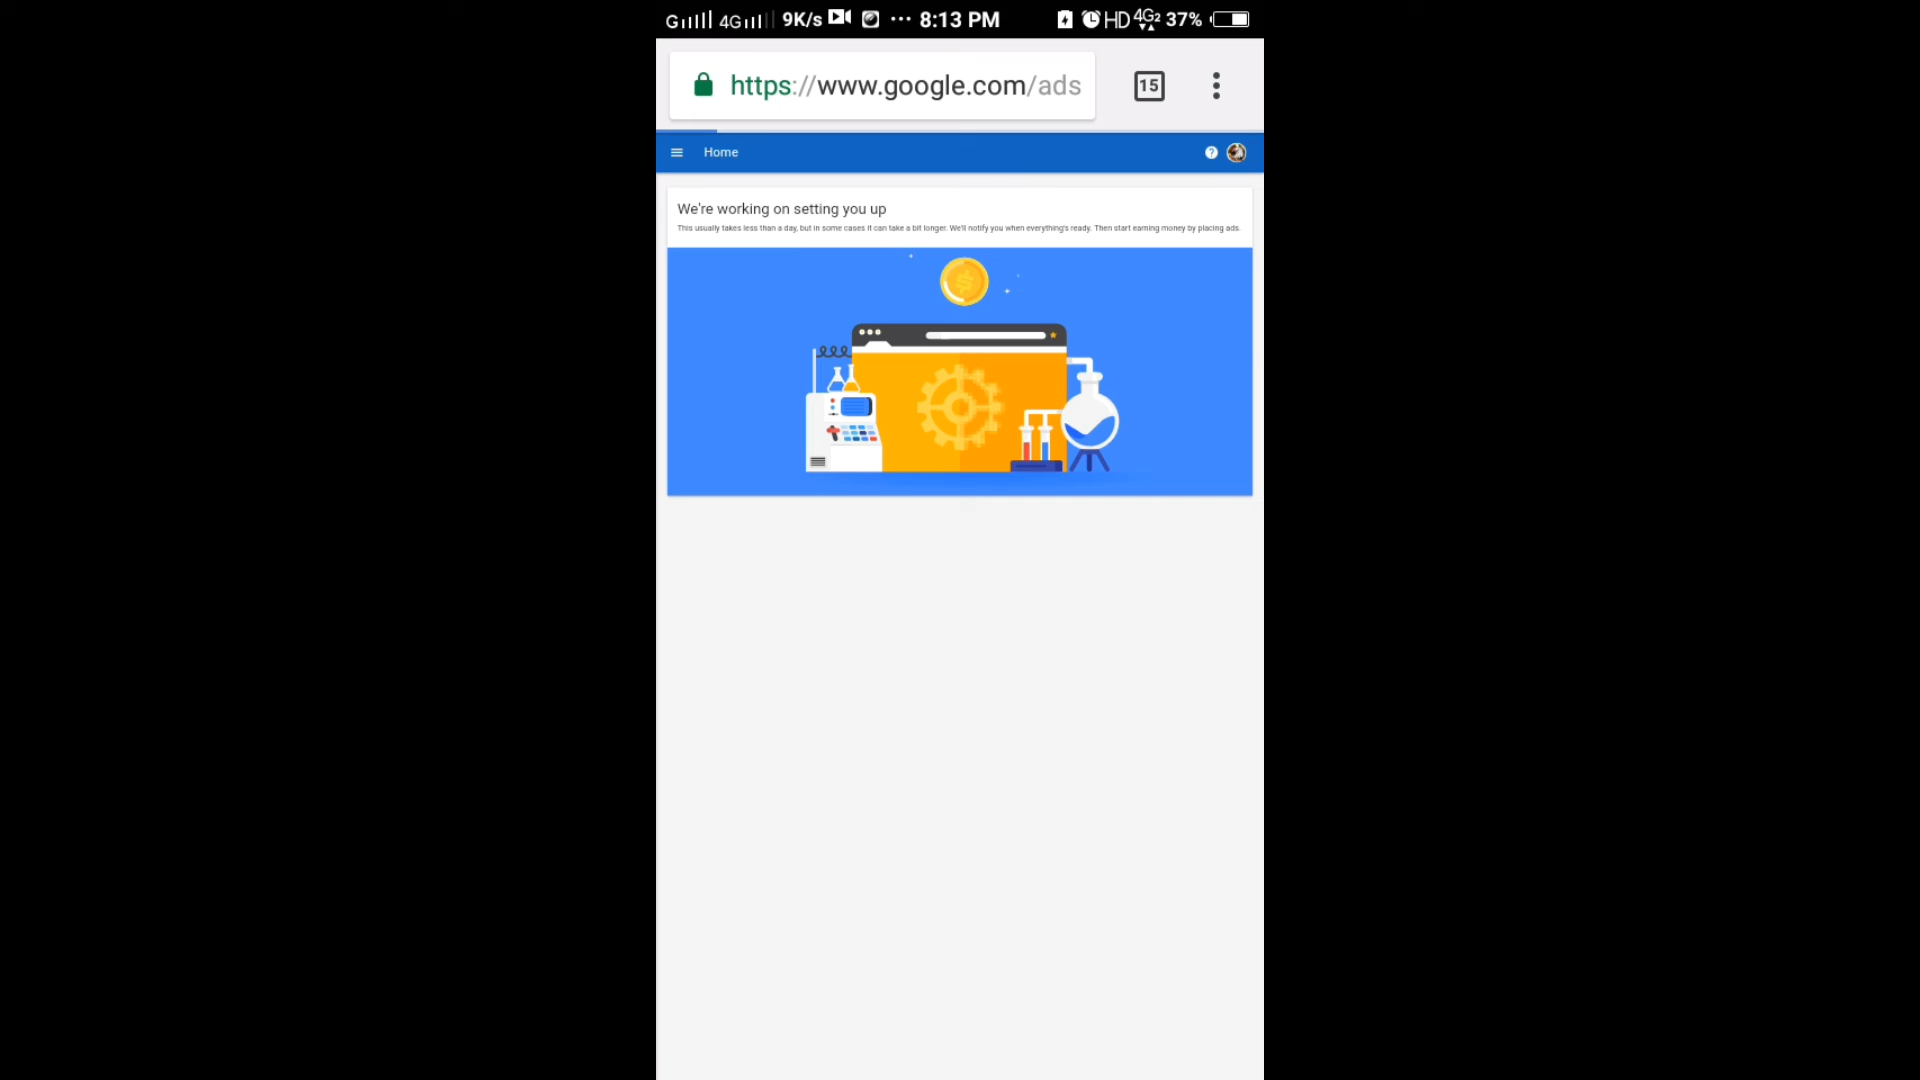 G 4G 9K/s ... 8:13 PM HD 4G2 37%
https://www.google.com/ads 15
Home ?
We're working on setting you up
This usually takes less than a day, but in some cases it can take a bit longer. We'll notify you when everything's ready. Then start earning money by placing ads.
$